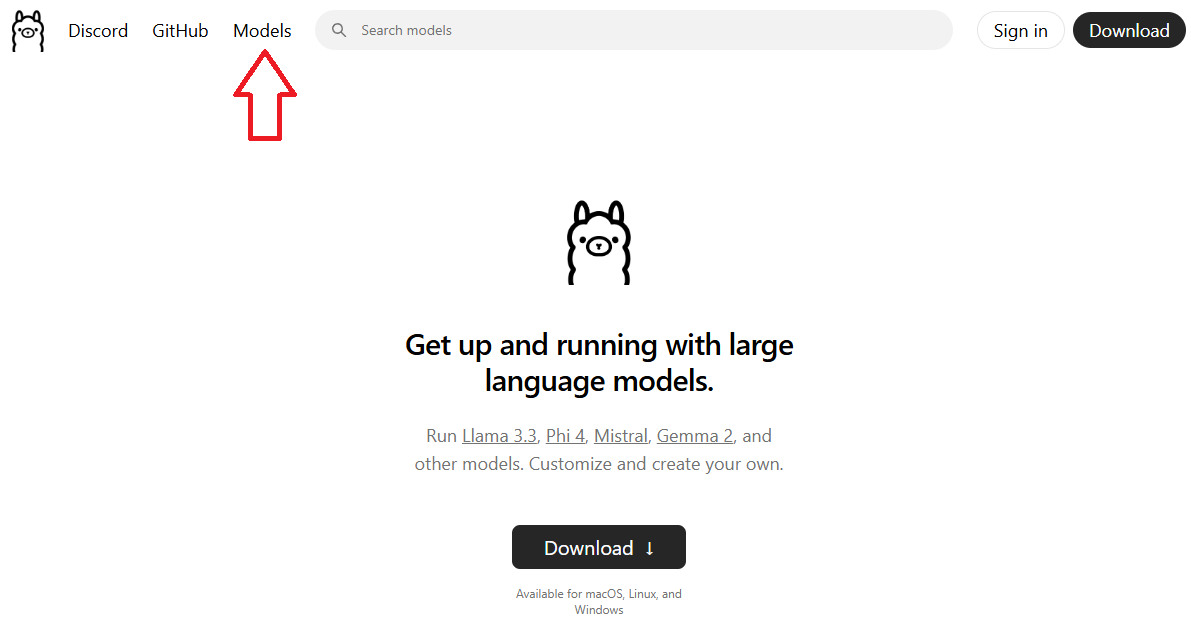 Discord GitHub Models Search models Sign in Download
Get up and running with large
language models.
Run Llama 3.3, Phi 4, Mistral, Gemma 2, and
other models. Customize and create your own.
Download ↓
Available for macOS, Linux, and
Windows